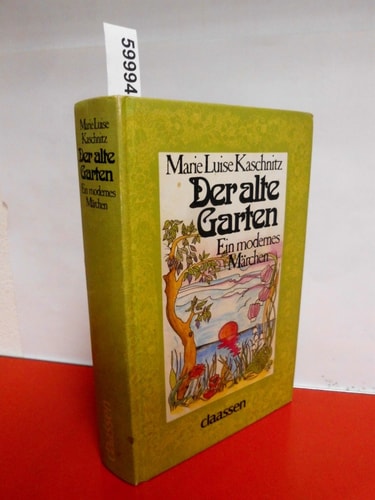 59994
Marie Luise
Kaschnitz
Der alte
Garten
Ein modernes
Märchen
Marie Luise Kaschnitz
Der alte
Garten
Ein modernes
Märchen
claassen